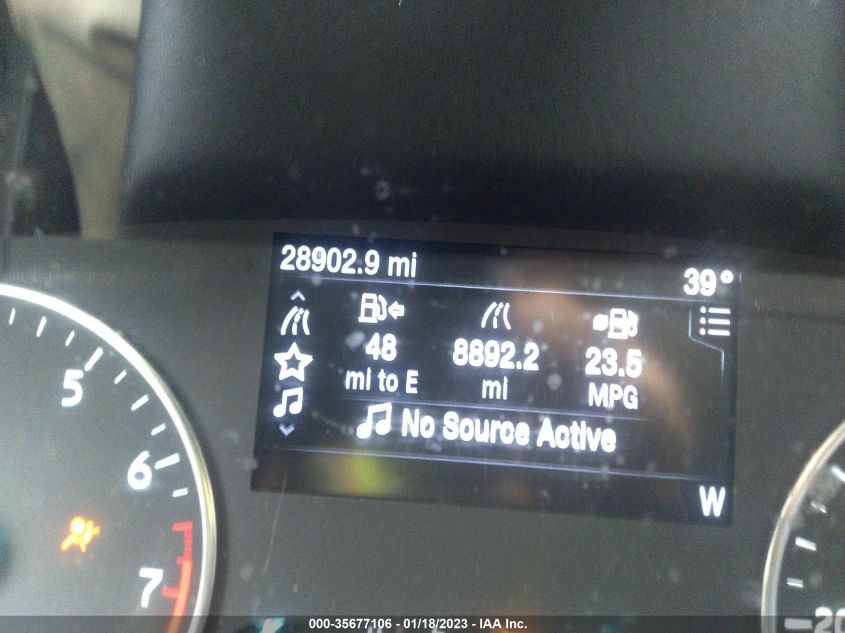 28902.9 mi
39°
48
mi to E
8892.2
mi
23.5
MPG
No Source Active
W
5
6
7
20
000-35677106 - 01/18/2023 - IAA Inc.